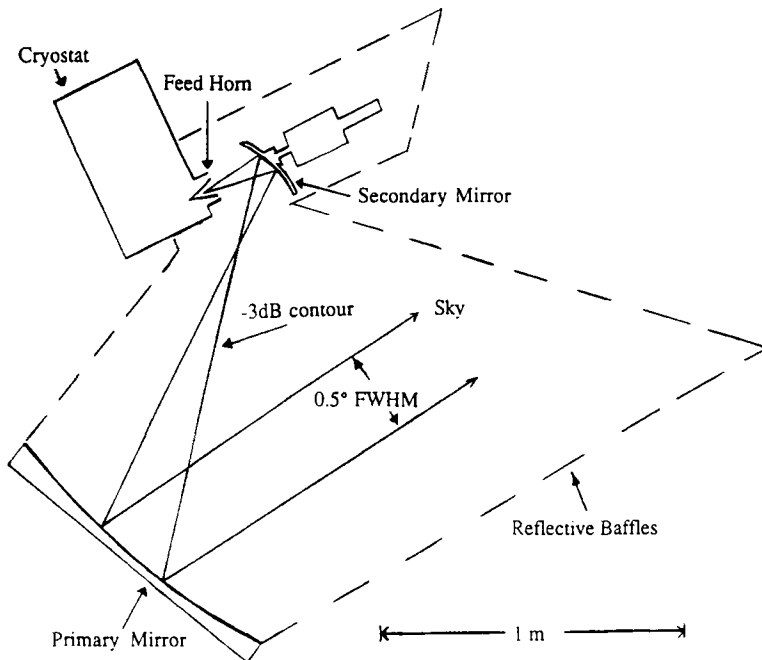 Cryostat
Feed Horn
Secondary Mirror
-3dB contour
Sky
0.5° FWHM
Reflective Baffles
Primary Mirror
1 m